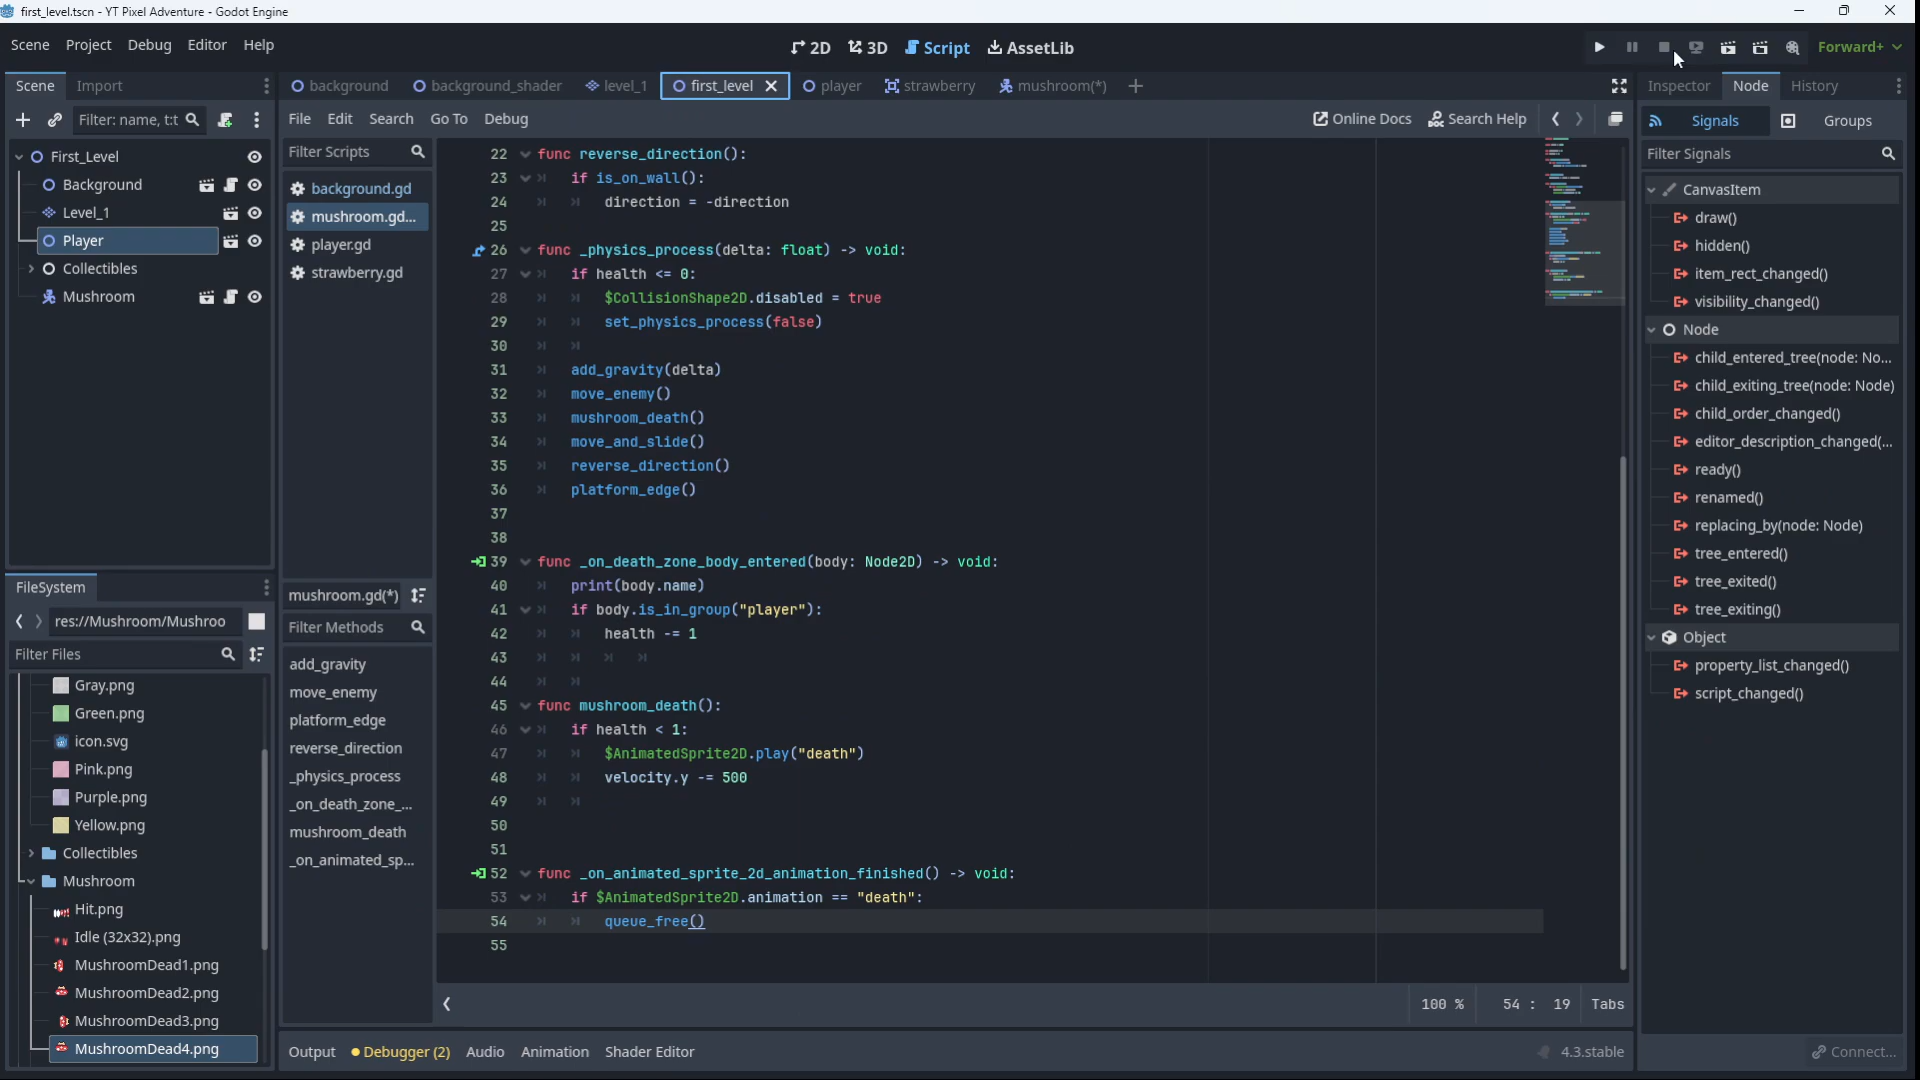 first_level.tscn - YT Pixel Adventure - Godot Engine
Scene Project Debug Editor Help
2D 3D Script AssetLib
Forward+
Scene Import
background background_shader level_1 first_level player strawberry mushroom(*)
Inspector Node History
Filter: name, t:t
File Edit Search Go To Debug
Online Docs Search Help
Signals Groups
Filter Signals
First_Level
Background
Level_1
Player
Collectibles
Mushroom
Filter Scripts
background.gd
mushroom.gd...
player.gd
strawberry.gd
mushroom.gd(*)
Filter Methods
add_gravity
move_enemy
platform_edge
reverse_direction
_physics_process
_on_death_zone_...
mushroom_death
_on_animated_sp...
22 func reverse_direction():
23 if is_on_wall():
24 direction = -direction
25
26 func _physics_process(delta: float) -> void:
27 if health <= 0:
28 $CollisionShape2D.disabled = true
29 set_physics_process(false)
30
31 add_gravity(delta)
32 move_enemy()
33 mushroom_death()
34 move_and_slide()
35 reverse_direction()
36 platform_edge()
37
38
39 func _on_death_zone_body_entered(body: Node2D) -> void:
40 print(body.name)
41 if body.is_in_group("player"):
42 health -= 1
43
44
45 func mushroom_death():
46 if health < 1:
47 $AnimatedSprite2D.play("death")
48 velocity.y -= 500
49
50
51
52 func _on_animated_sprite_2d_animation_finished() -> void:
53 if $AnimatedSprite2D.animation == "death":
54 queue_free()
55
100 % 54 : 19 Tabs
CanvasItem
draw()
hidden()
item_rect_changed()
visibility_changed()
Node
child_entered_tree(node: No...
child_exiting_tree(node: Node)
child_order_changed()
editor_description_changed(...
ready()
renamed()
replacing_by(node: Node)
tree_entered()
tree_exited()
tree_exiting()
Object
property_list_changed()
script_changed()
Connect...
FileSystem
res://Mushroom/Mushroo
Filter Files
Gray.png
Green.png
icon.svg
Pink.png
Purple.png
Yellow.png
Collectibles
Mushroom
Hit.png
Idle (32x32).png
MushroomDead1.png
MushroomDead2.png
MushroomDead3.png
MushroomDead4.png
Output Debugger (2) Audio Animation Shader Editor
4.3.stable